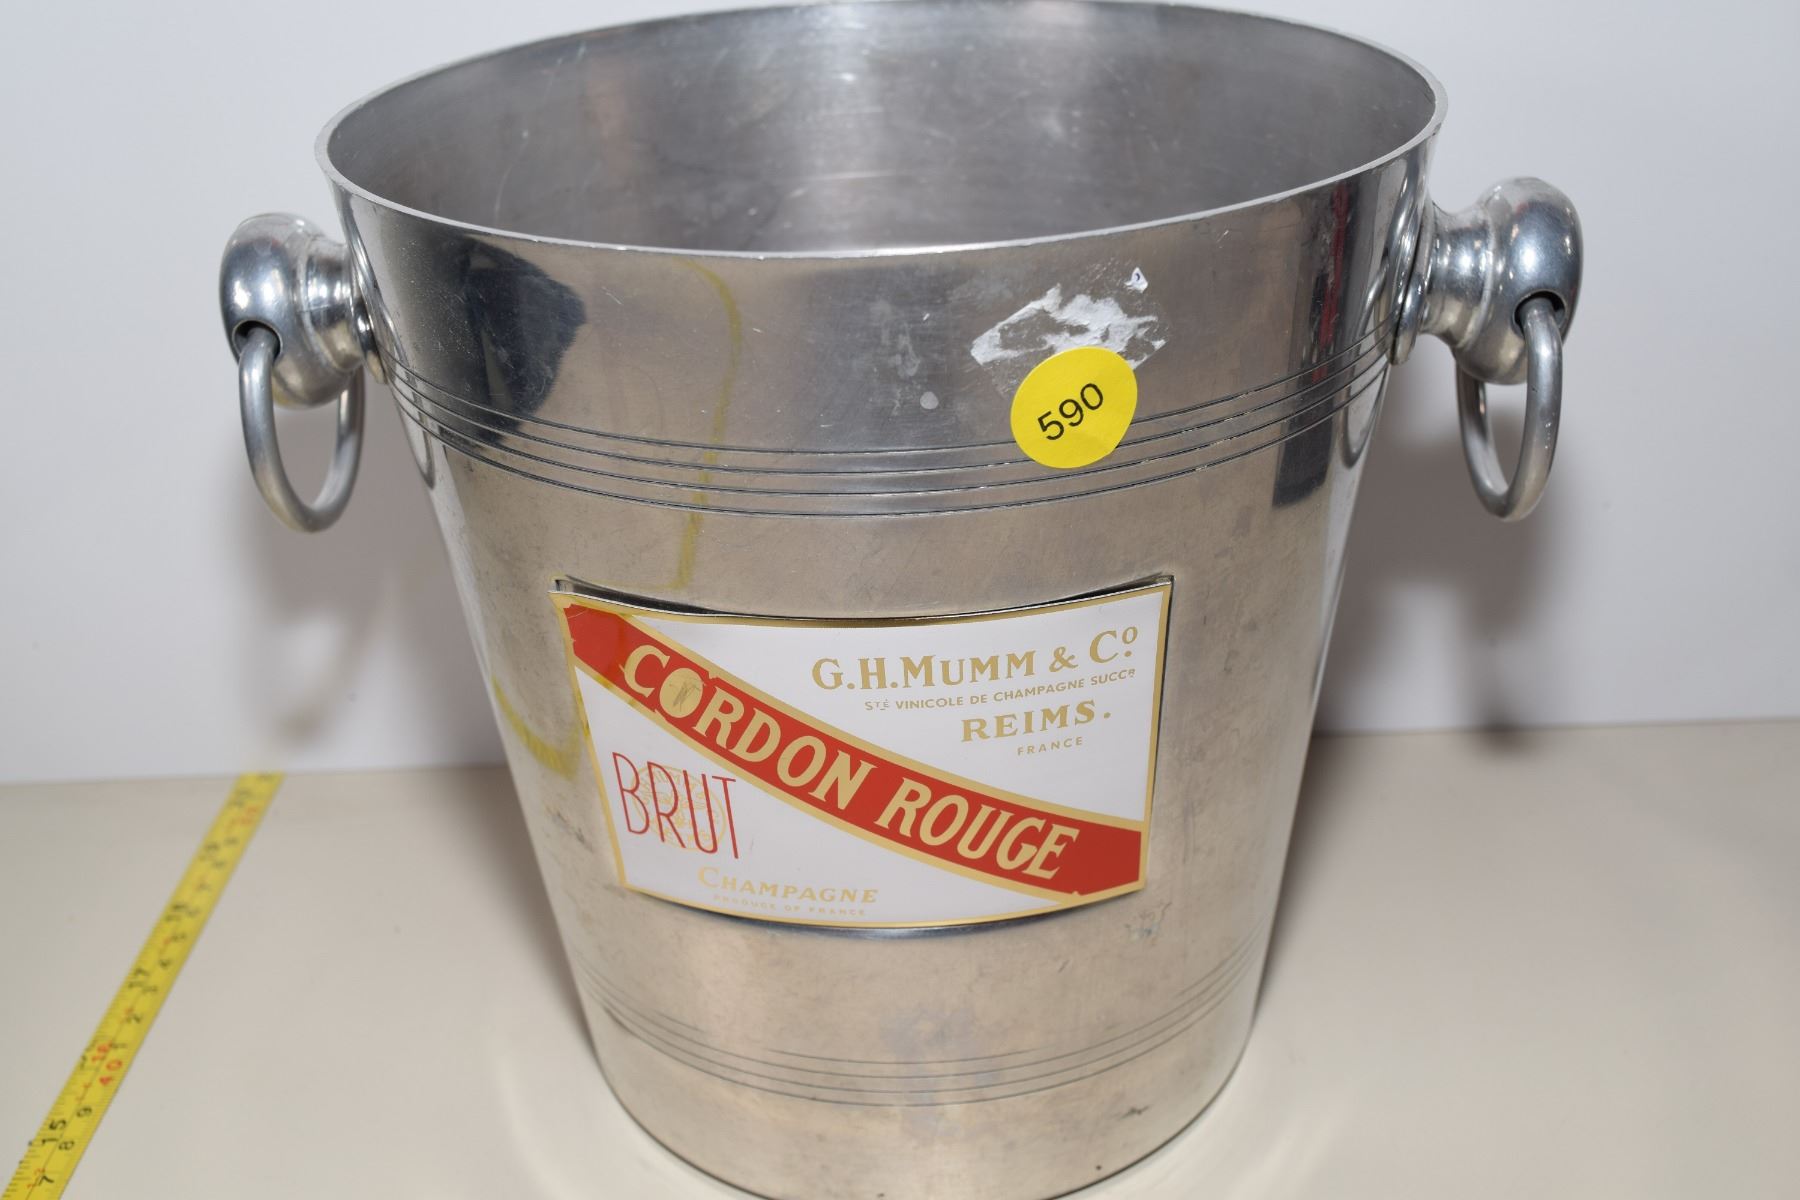 590
G.H.MUMM & Cº.
STÉ VINICOLE DE CHAMPAGNE SUCCR
REIMS.
FRANCE
CORDON ROUGE
BRUT
CHAMPAGNE
PRODUCE OF FRANCE